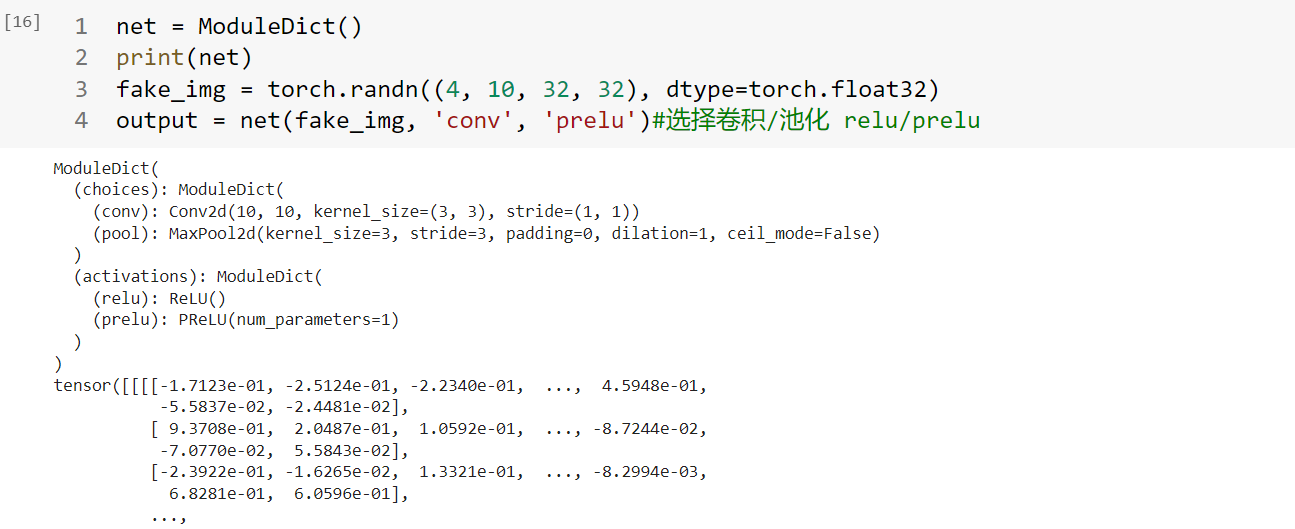 [16]
1 net = ModuleDict()
2 print(net)
3 fake_img = torch.randn((4, 10, 32, 32), dtype=torch.float32)
4 output = net(fake_img, 'conv', 'prelu')#选择卷积/池化 relu/prelu
ModuleDict(
  (choices): ModuleDict(
    (conv): Conv2d(10, 10, kernel_size=(3, 3), stride=(1, 1))
    (pool): MaxPool2d(kernel_size=3, stride=3, padding=0, dilation=1, ceil_mode=False)
  )
  (activations): ModuleDict(
    (relu): ReLU()
    (prelu): PReLU(num_parameters=1)
  )
)
tensor([[[[-1.7123e-01, -2.5124e-01, -2.2340e-01,  ...,  4.5948e-01,
           -5.5837e-02, -2.4481e-02],
          [ 9.3708e-01,  2.0487e-01,  1.0592e-01,  ..., -8.7244e-02,
           -7.0770e-02,  5.5843e-02],
          [-2.3922e-01, -1.6265e-02,  1.3321e-01,  ..., -8.2994e-03,
            6.8281e-01,  6.0596e-01],
          ...,